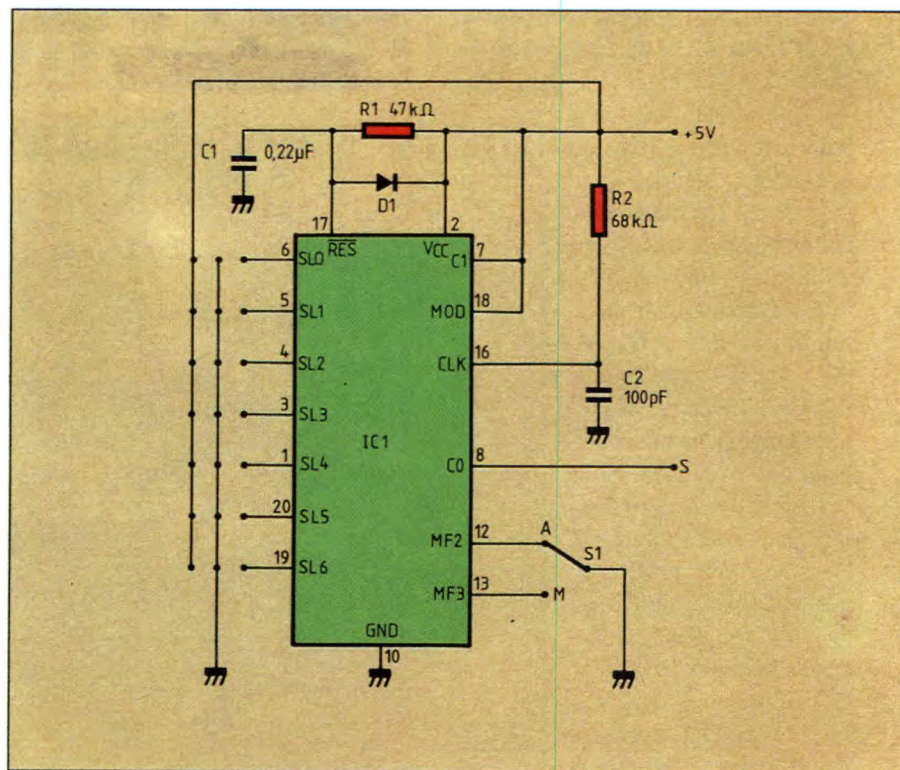 R1 47kΩ
+5V
C1 0,22µF
D1
R2
68kΩ
17 2
6 SL0 RES VCC C1 7
5 SL1 MOD 18
4 SL2 CLK 16
C2
100pF
3 SL3
IC1
1 SL4 C0 8 S
20 SL5
MF2 12 A S1
19 SL6
MF3 13 M
GND
10